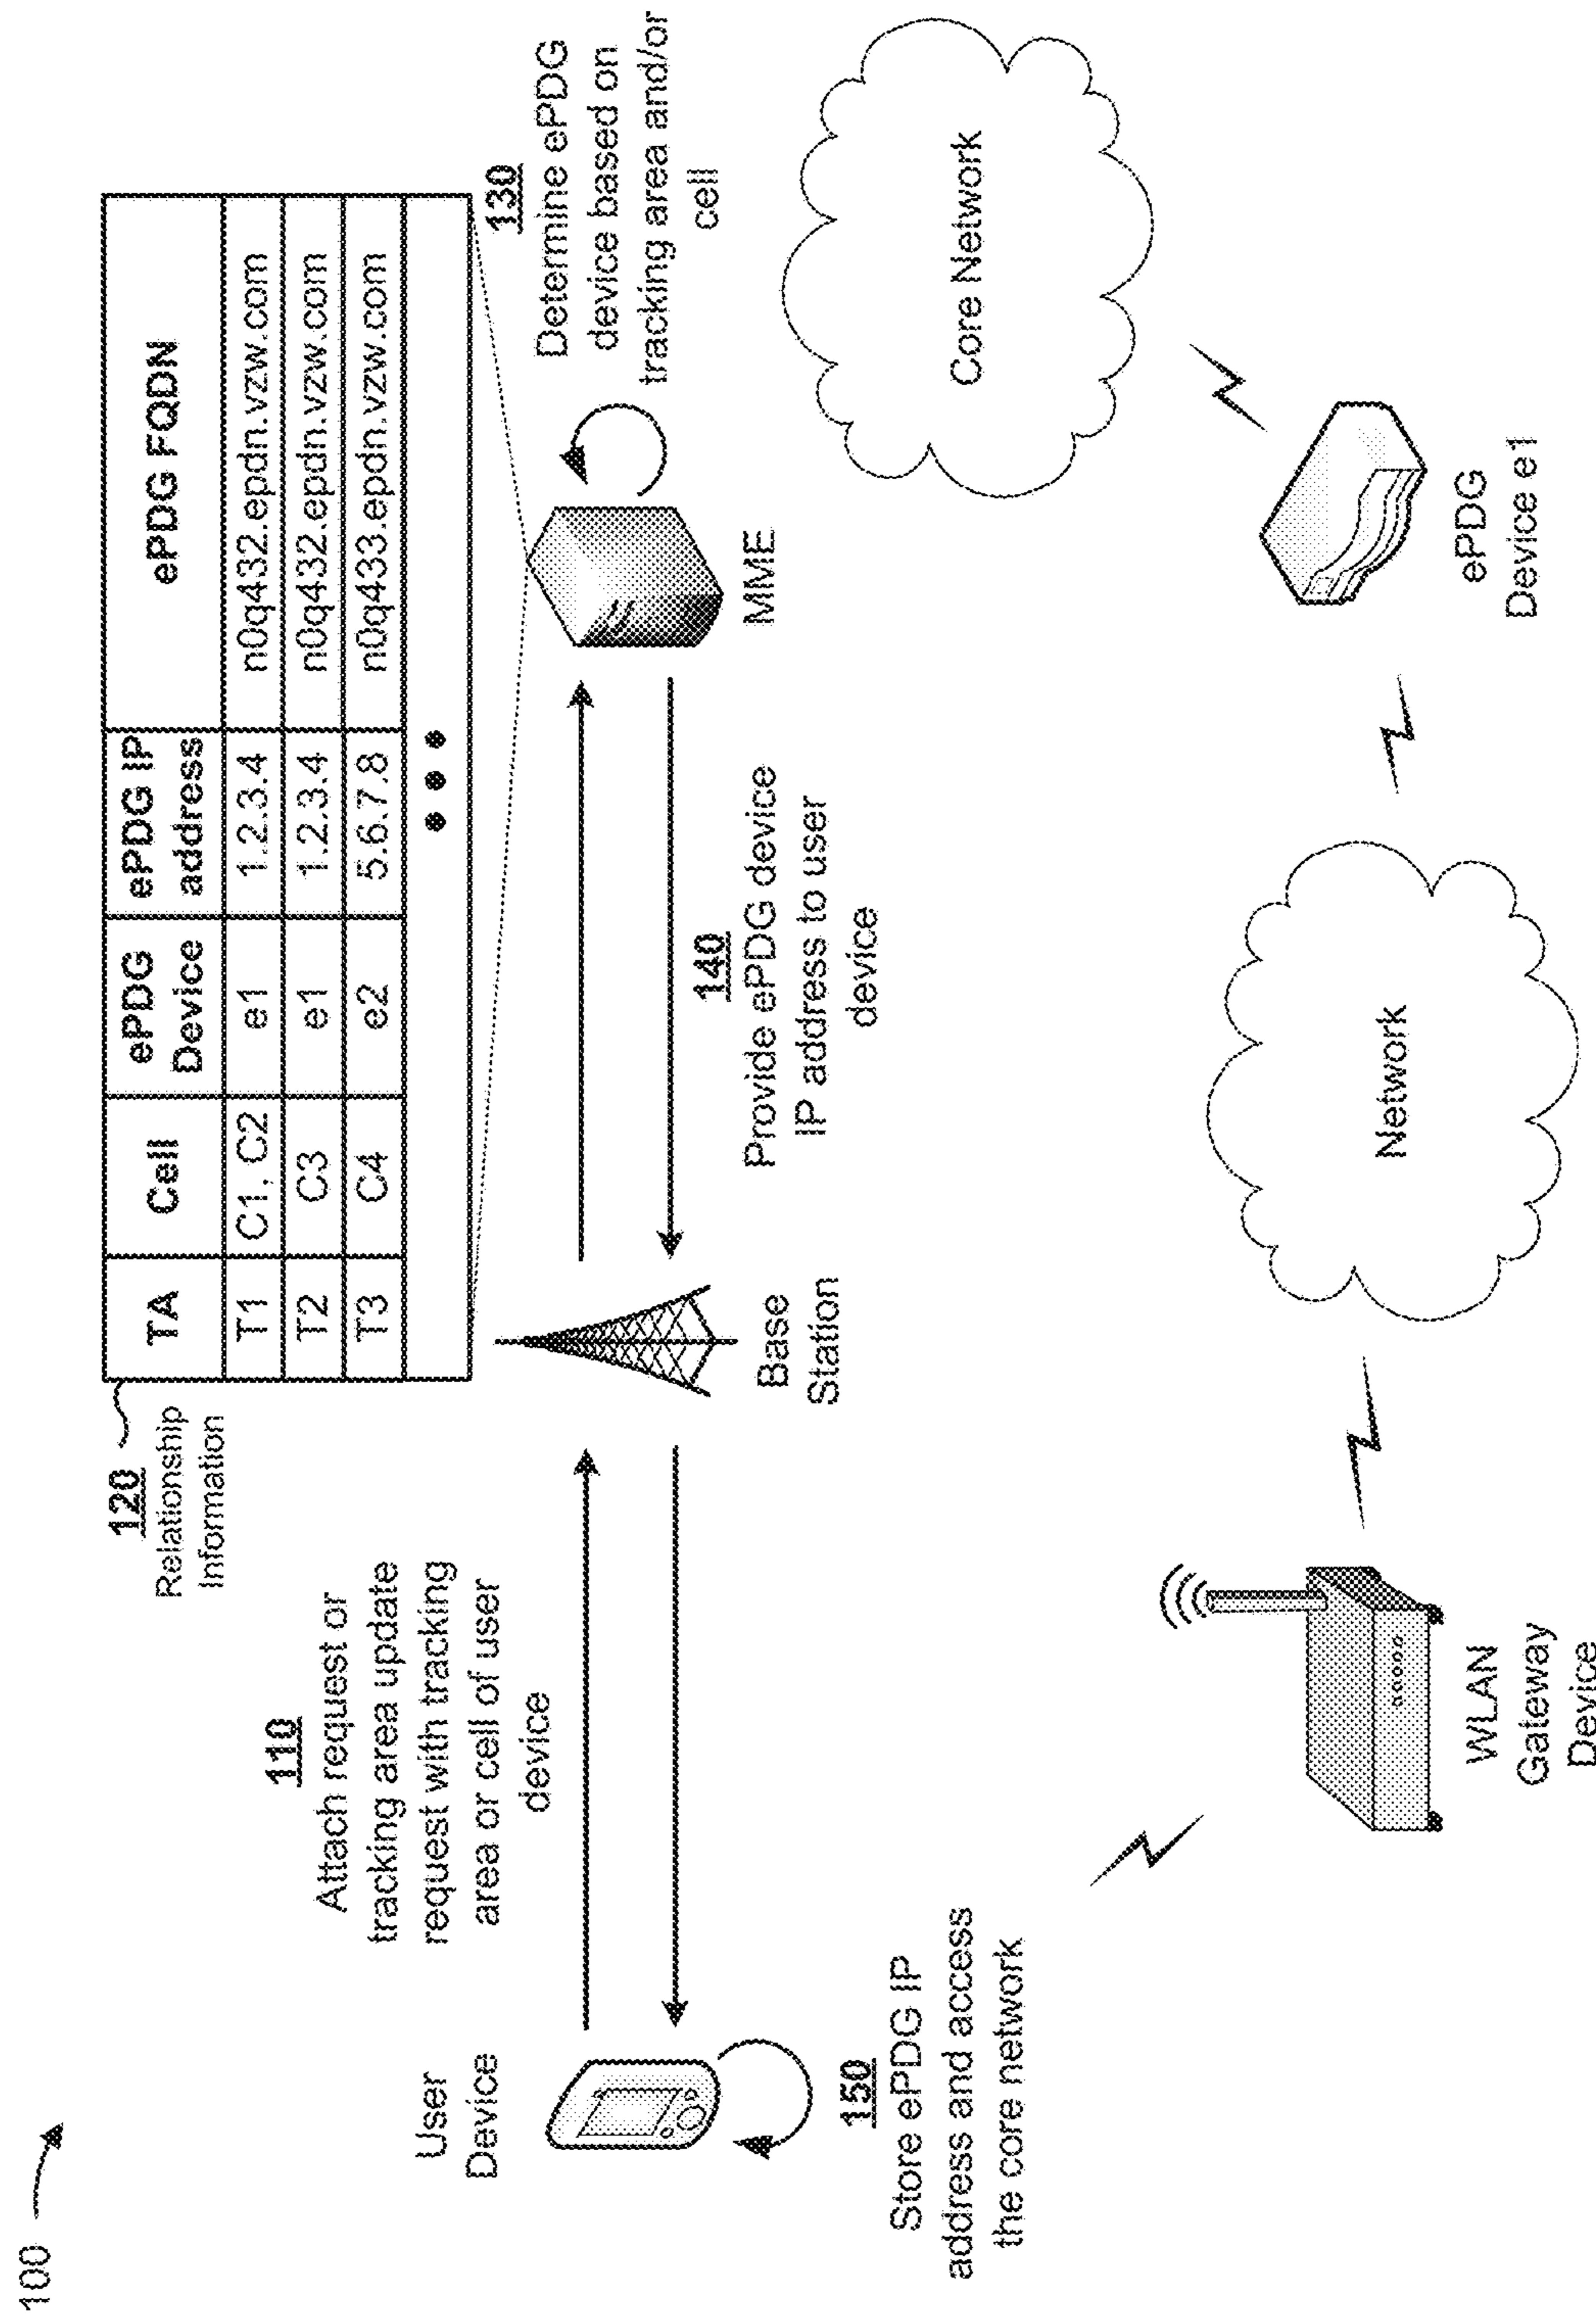 100
120
Relationship
Information
TA Cell ePDG Device ePDG IP address ePDG FQDN
T1 C1, C2 e1 1.2.3.4 n0q432.epdn.vzw.com
T2 C3 e1 1.2.3.4 n0q432.epdn.vzw.com
T3 C4 e2 5.6.7.8 n0q433.epdn.vzw.com
110
Attach request or
tracking area update
request with tracking
area or cell of user
device
130
Determine ePDG
device based on
tracking area and/or
cell
User
Device
Base
Station
MME
140
Provide ePDG device
IP address to user
device
150
Store ePDG IP
address and access
the core network
Core Network
WLAN
Gateway
Device
Network
ePDG
Device e1